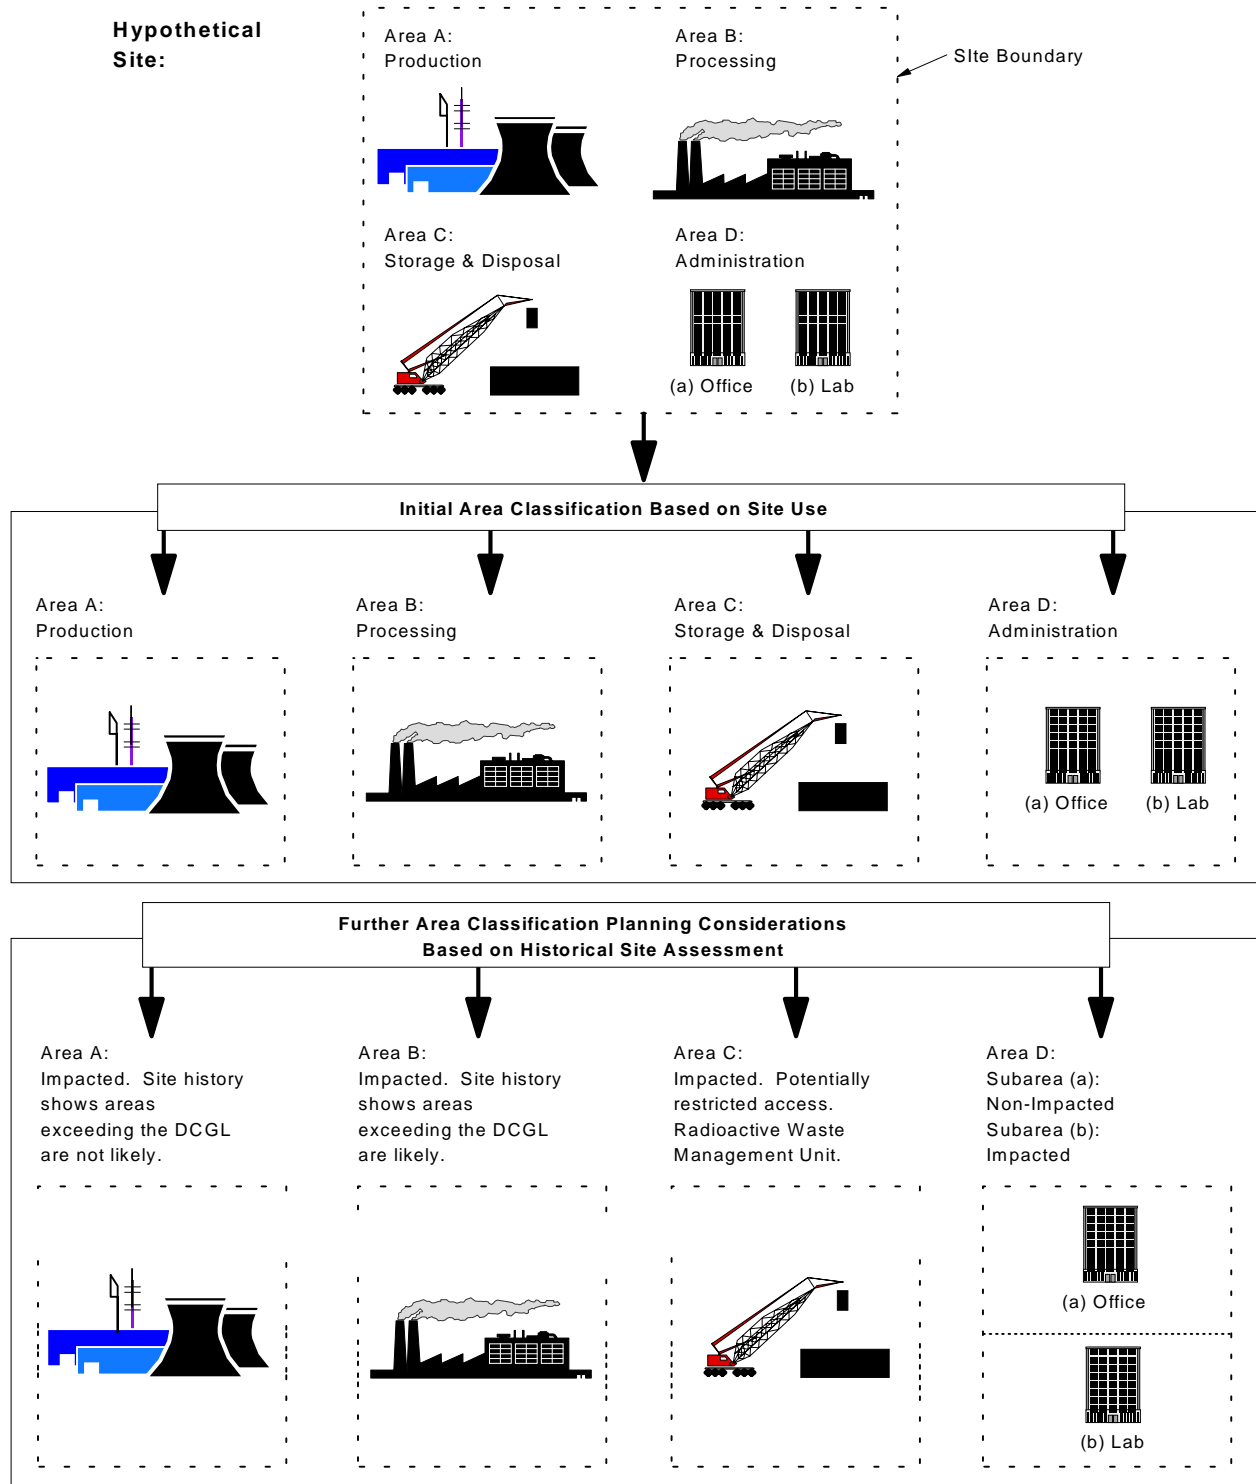 Hypothetical
Site:
Area A:
Production
Area B:
Processing
SIte Boundary
Area C:
Storage & Disposal
Area D:
Administration
(a) Office
(b) Lab
Initial Area Classification Based on Site Use
Area A:
Production
Area B:
Processing
Area C:
Storage & Disposal
Area D:
Administration
(a) Office
(b) Lab
Further Area Classification Planning Considerations
Based on Historical Site Assessment
Area A:
Impacted. Site history
shows areas
exceeding the DCGL
are not likely.
Area B:
Impacted. Site history
shows areas
exceeding the DCGL
are likely.
Area C:
Impacted. Potentially
restricted access.
Radioactive Waste
Management Unit.
Area D:
Subarea (a):
Non-Impacted
Subarea (b):
Impacted
(a) Office
(b) Lab